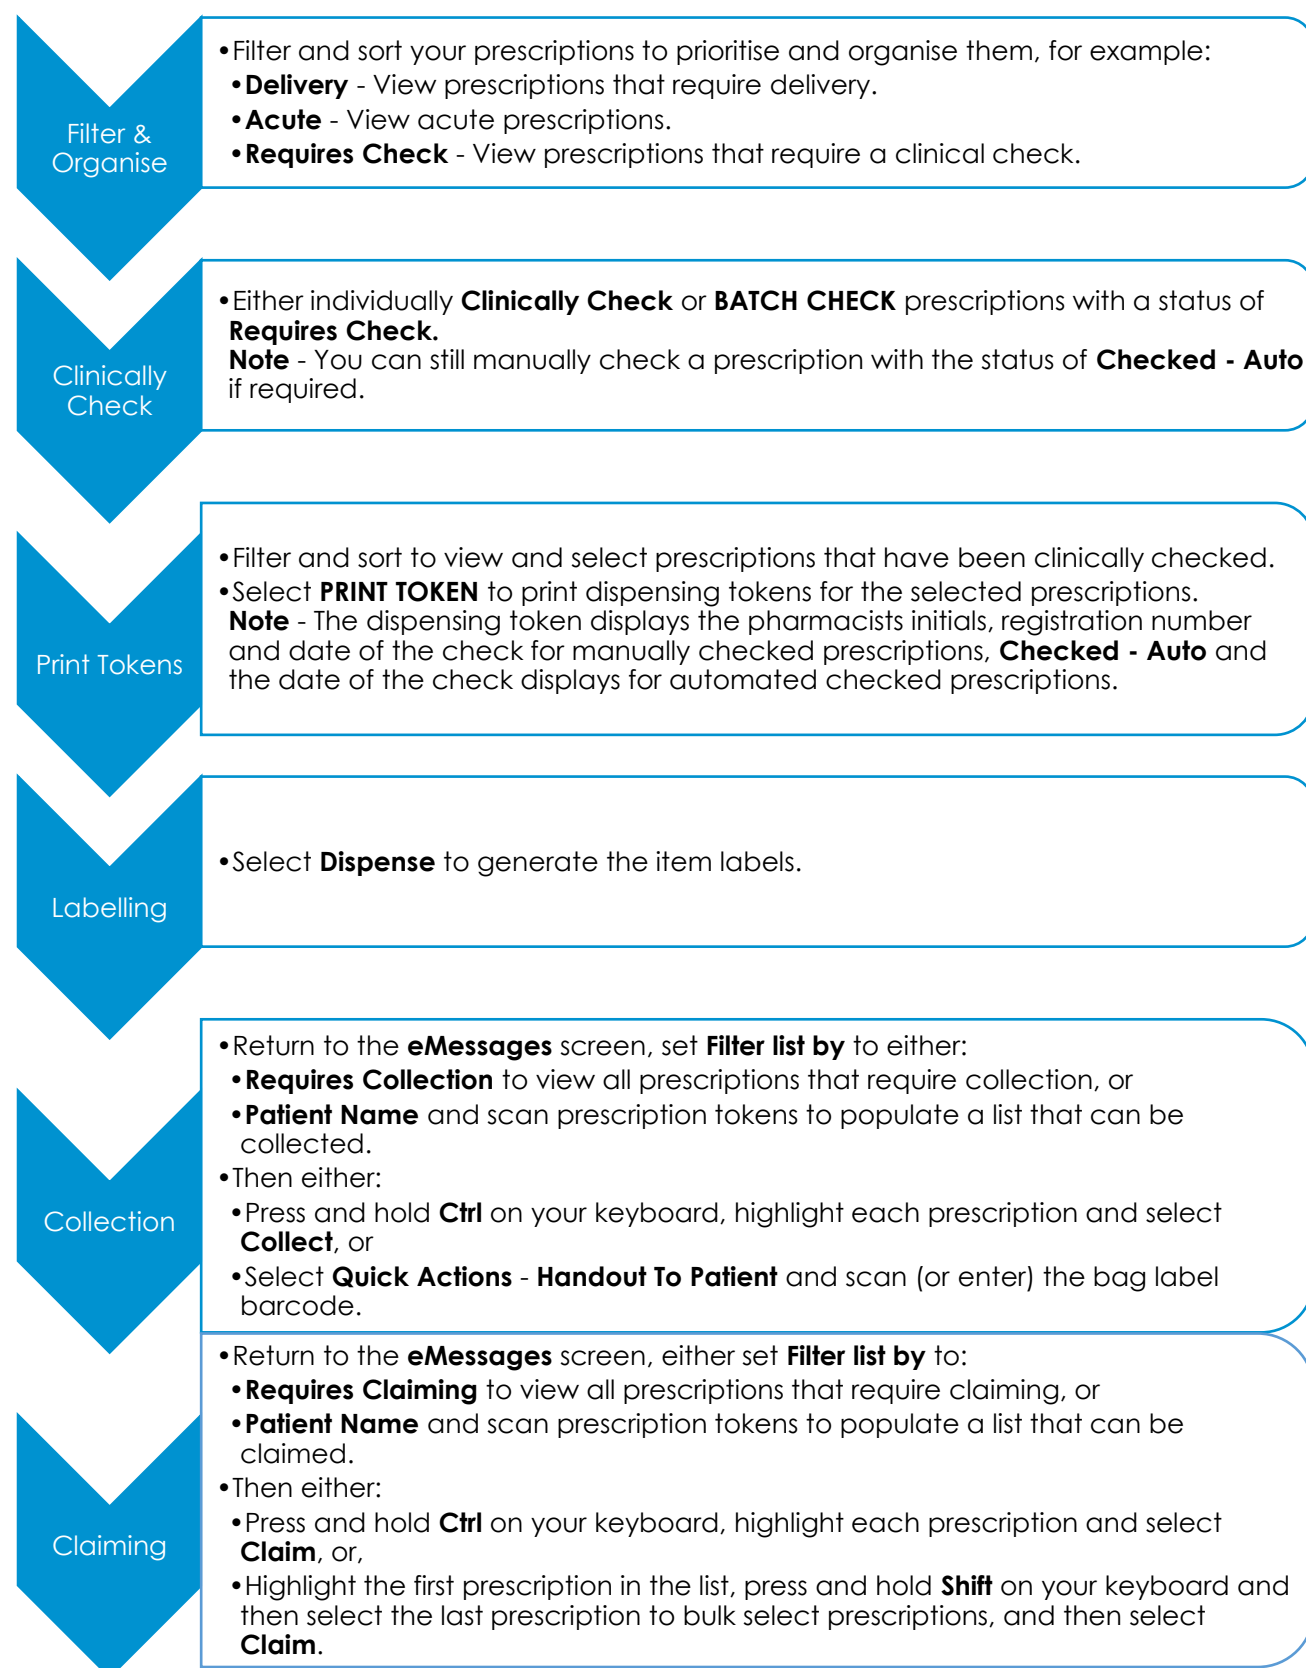 Filter &
Organise
•Filter and sort your prescriptions to prioritise and organise them, for example:
•Delivery - View prescriptions that require delivery.
•Acute - View acute prescriptions.
•Requires Check - View prescriptions that require a clinical check.
Clinically
Check
•Either individually Clinically Check or BATCH CHECK prescriptions with a status of
Requires Check.
Note - You can still manually check a prescription with the status of Checked - Auto
if required.
Print Tokens
•Filter and sort to view and select prescriptions that have been clinically checked.
•Select PRINT TOKEN to print dispensing tokens for the selected prescriptions.
Note - The dispensing token displays the pharmacists initials, registration number
and date of the check for manually checked prescriptions, Checked - Auto and
the date of the check displays for automated checked prescriptions.
Labelling
•Select Dispense to generate the item labels.
Collection
•Return to the eMessages screen, set Filter list by to either:
•Requires Collection to view all prescriptions that require collection, or
•Patient Name and scan prescription tokens to populate a list that can be
collected.
•Then either:
•Press and hold Ctrl on your keyboard, highlight each prescription and select
Collect, or
•Select Quick Actions - Handout To Patient and scan (or enter) the bag label
barcode.
Claiming
•Return to the eMessages screen, either set Filter list by to:
•Requires Claiming to view all prescriptions that require claiming, or
•Patient Name and scan prescription tokens to populate a list that can be
claimed.
•Then either:
•Press and hold Ctrl on your keyboard, highlight each prescription and select
Claim, or,
•Highlight the first prescription in the list, press and hold Shift on your keyboard and
then select the last prescription to bulk select prescriptions, and then select
Claim.